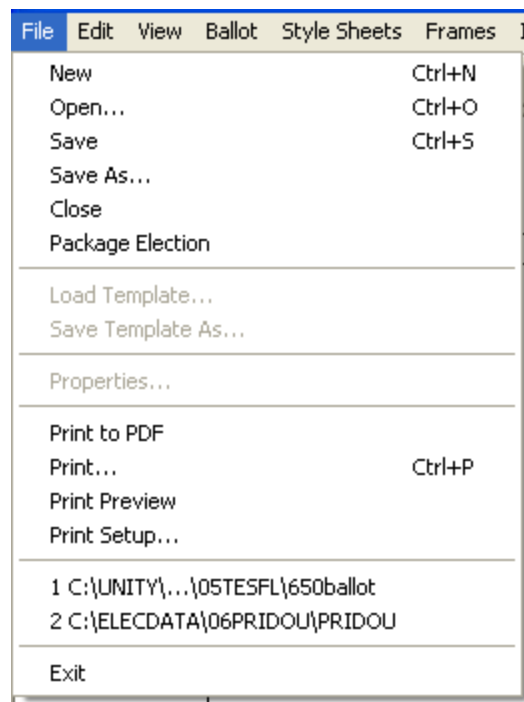 File Edit View Ballot Style Sheets Frames
New Ctrl+N
Open... Ctrl+O
Save Ctrl+S
Save As...
Close
Package Election
Load Template...
Save Template As...
Properties...
Print to PDF
Print... Ctrl+P
Print Preview
Print Setup...
1 C:\UNITY\...\05TESFL\650ballot
2 C:\ELECDATA\06PRIDOU\PRIDOU
Exit